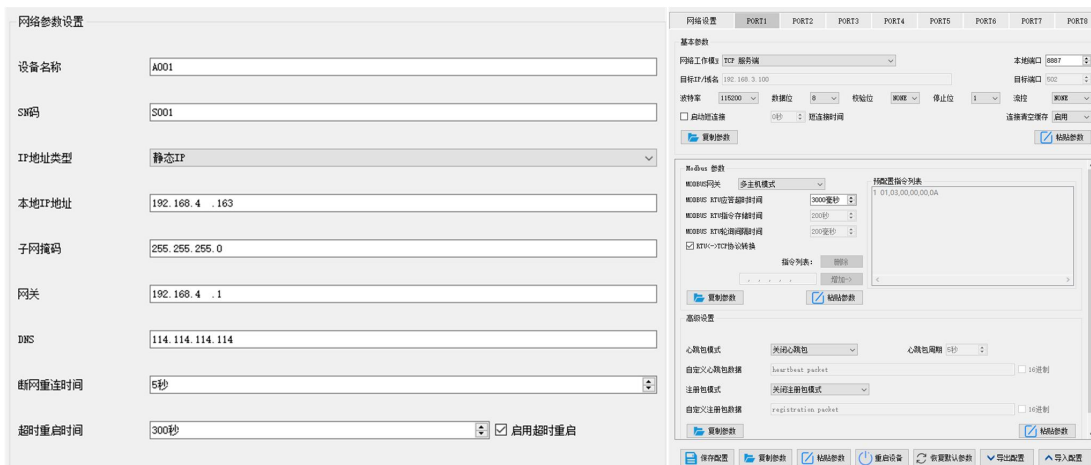 网络参数设置
设备名称 A001
SN码 S001
IP地址类型 静态IP
本地IP地址 192.168.4 .163
子网掩码 255.255.255.0
网关 192.168.4 .1
DNS 114.114.114.114
断网重连时间 5秒
超时重启时间 300秒 启用超时重启
网络设置 PORT1 PORT2 PORT3 PORT4 PORT5 PORT6 PORT7 PORT8
基本参数
网络工作模 TCP 服务端 本地端口 8887
目标IP/域名 192.168.3.100 目标端口 502
波特率 115200 数据位 8 校验位 NONE 停止位 1 流控 NONE
启动短连接 0秒 短连接时间 连接清空缓存 启用
复制参数 粘贴参数
Modbus 参数
MODBUS网关 多主机模式 预配置指令列表
1 01,03,00,00,00,0A
MODBUS RTU应答超时时间 3000毫秒
MODBUS RTU指令存储时间 200秒
MODBUS RTU轮询间隔时间 200毫秒
RTU<->TCP协议转换
指令列表: 删除
增加->
复制参数 粘贴参数
高级设置
心跳包模式 关闭心跳包 心跳包周期 5秒
自定义心跳包数据 heartbeat packet 16进制
注册包模式 关闭注册包模式
自定义注册包数据 registration packet 16进制
复制参数 粘贴参数
保存配置 复制参数 粘贴参数 重启设备 恢复默认参数 导出配置 导入配置